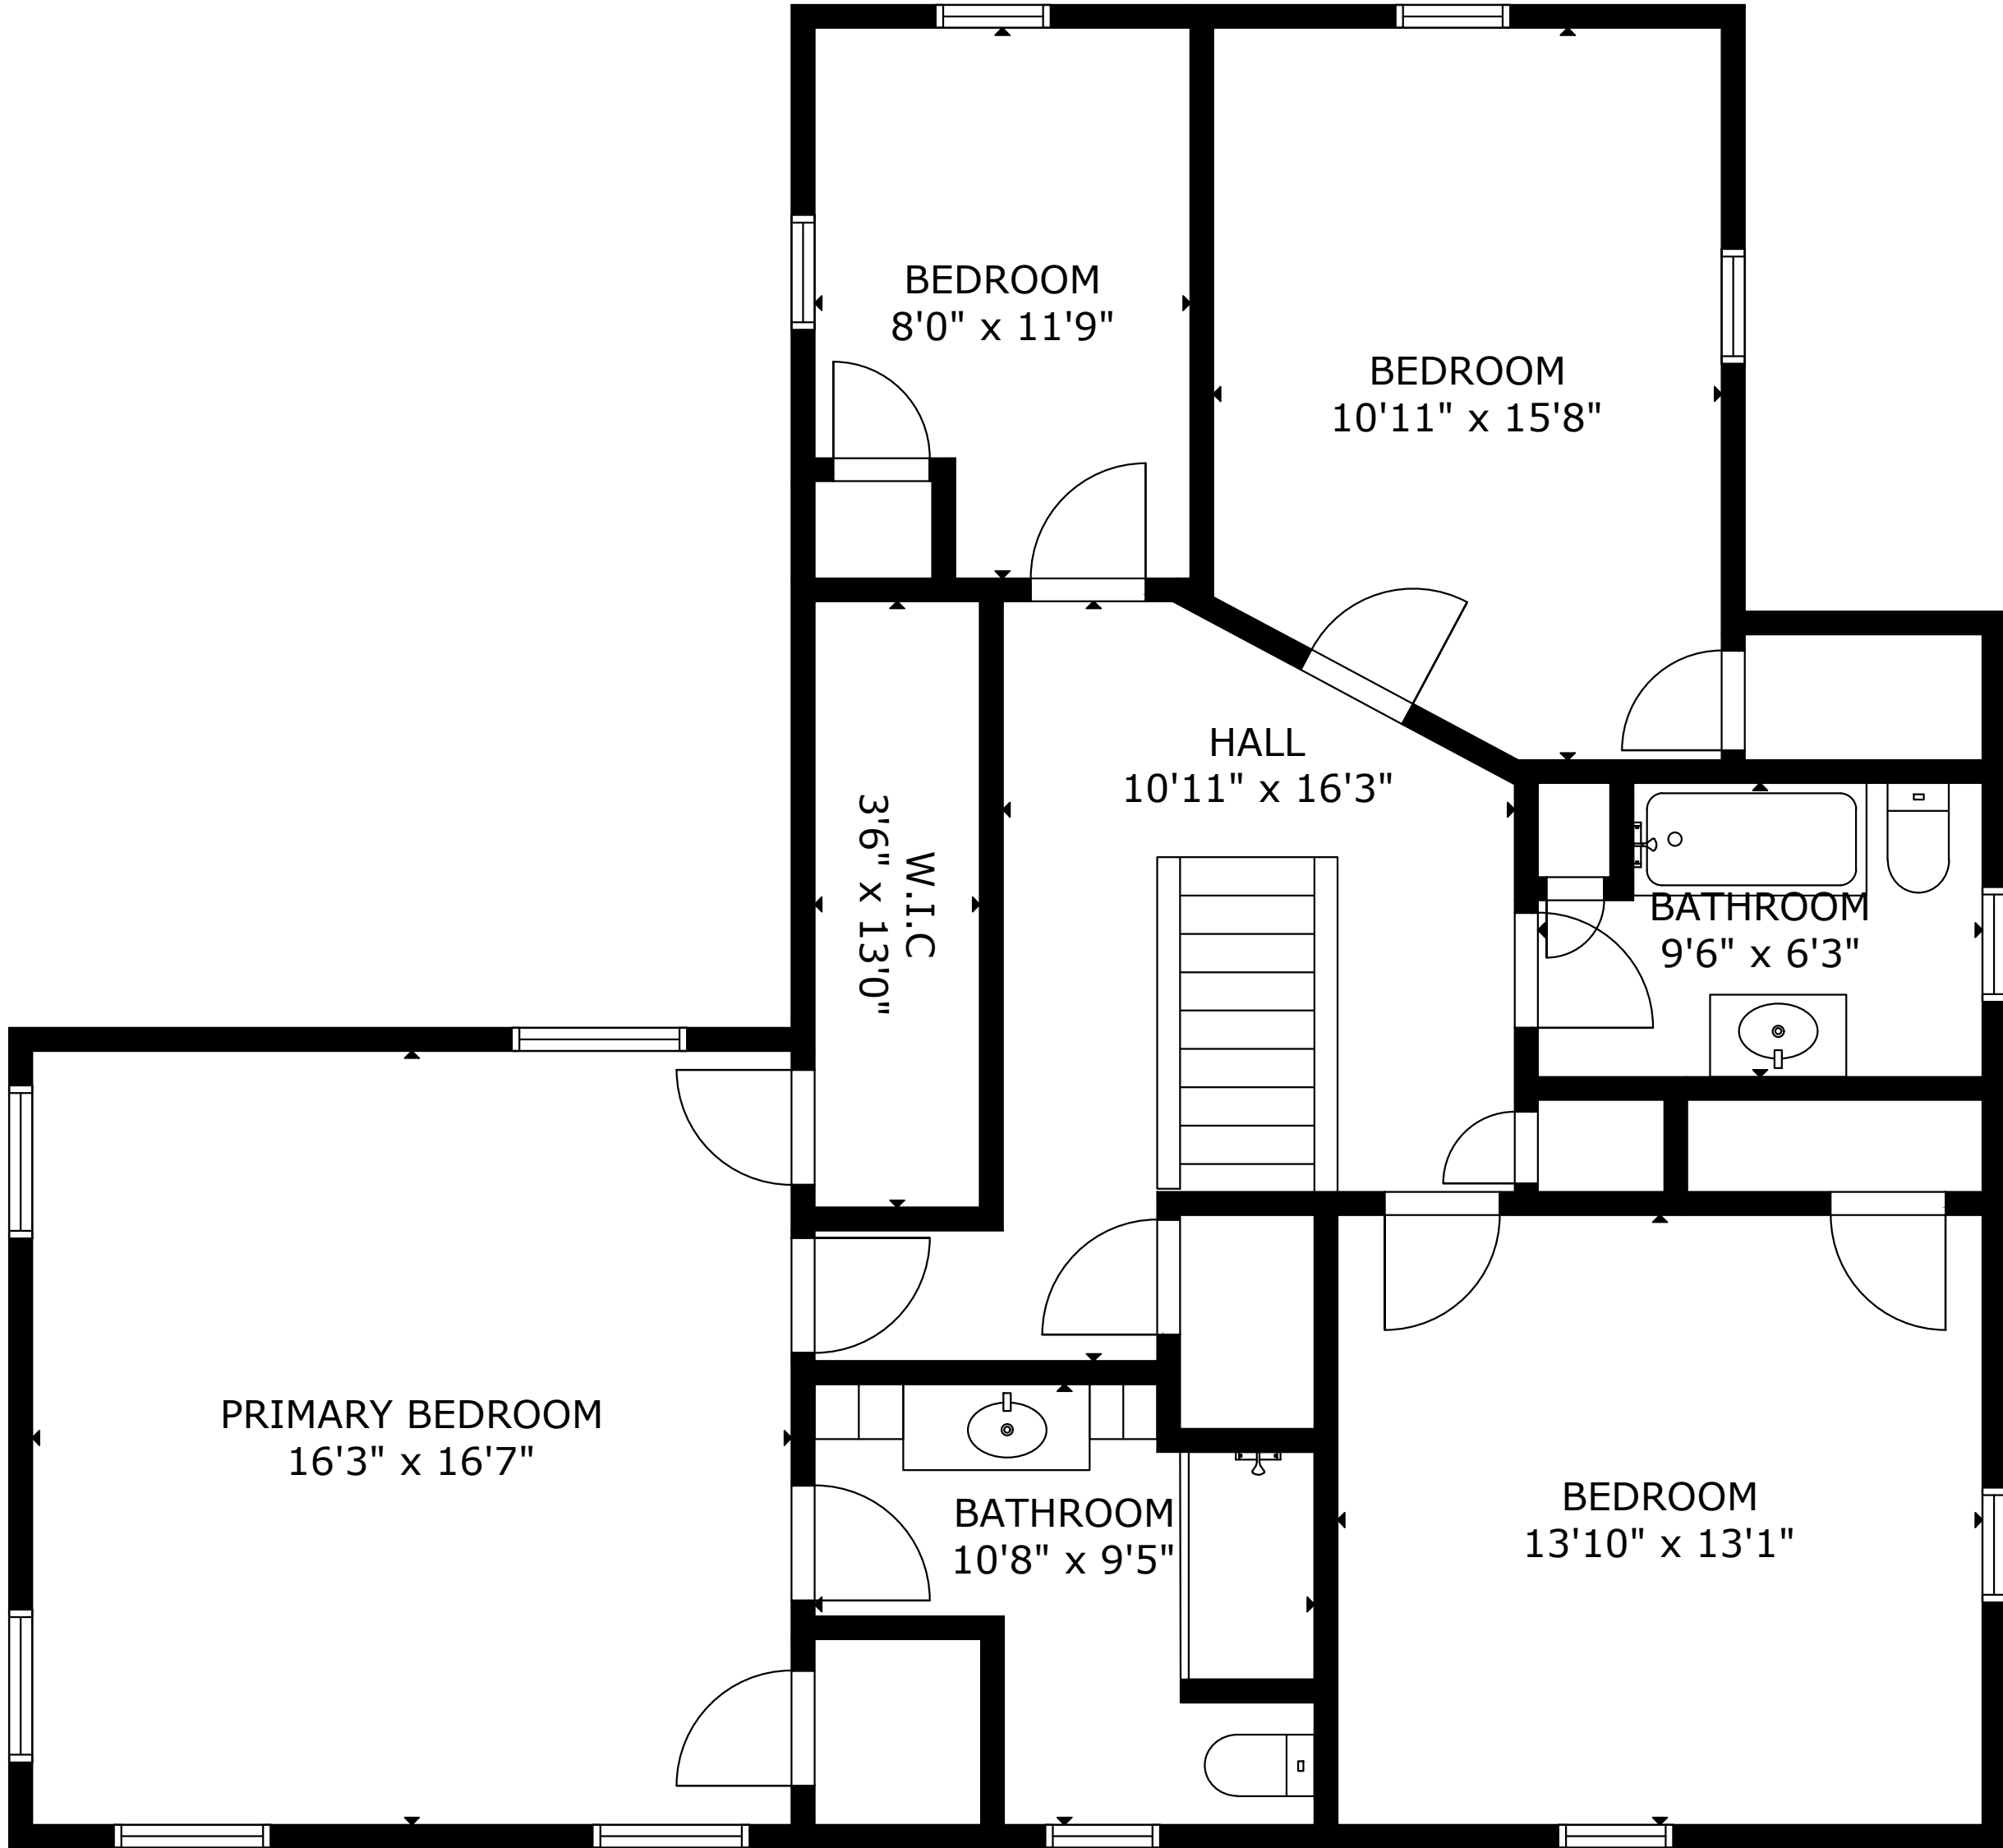 BEDROOM
8'0" x 11'9"
BEDROOM
10'11" x 15'8"
HALL
10'11" x 16'3"
W.I.C
3'6" x 13'0"
BATHROOM
9'6" x 6'3"
PRIMARY BEDROOM
16'3" x 16'7"
BATHROOM
10'8" x 9'5"
BEDROOM
13'10" x 13'1"